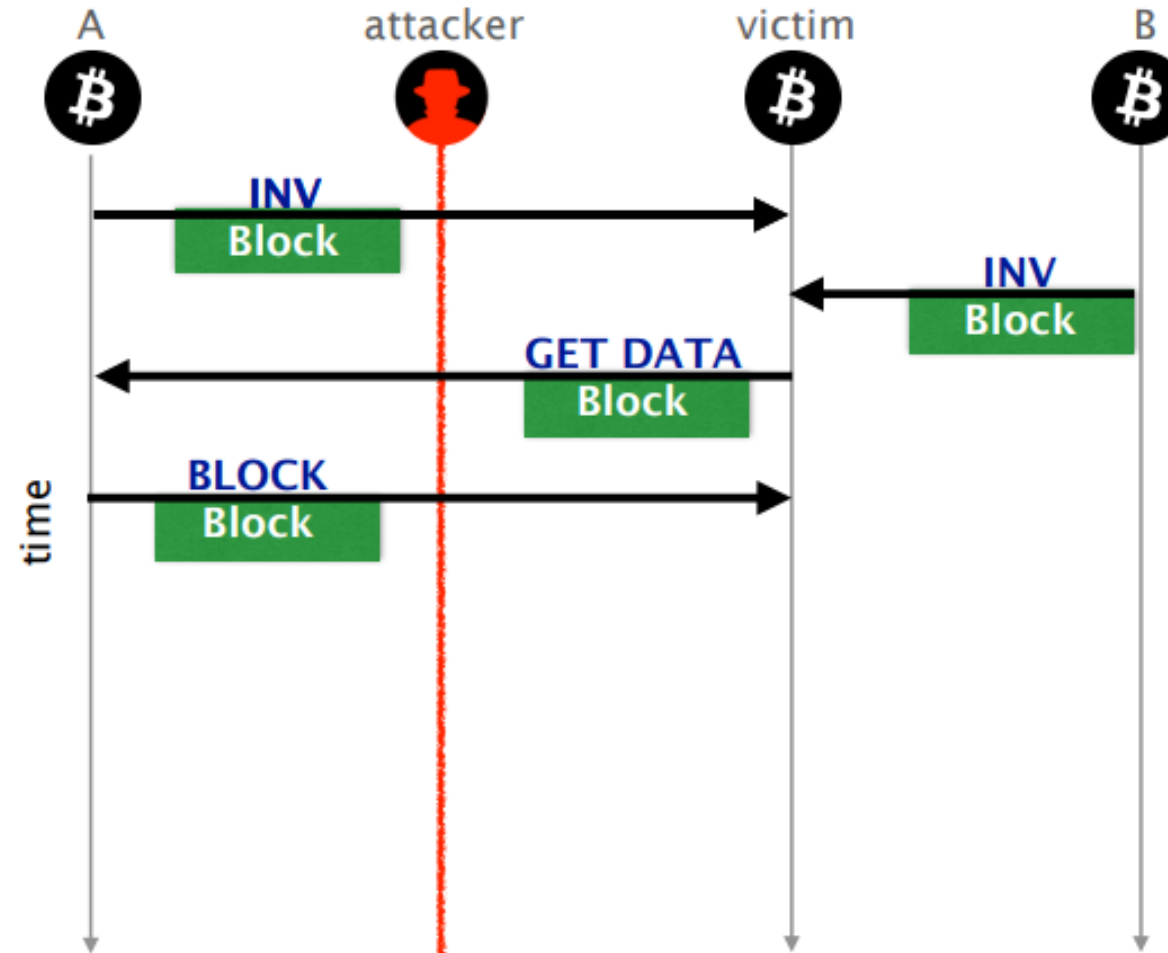 A
attacker
victim
B
INV
Block
INV
Block
GET DATA
Block
BLOCK
Block
time